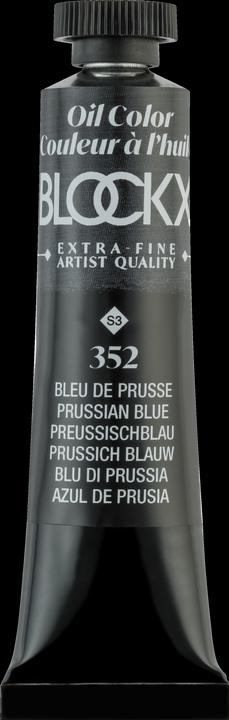 Oil Color
Couleur à l'huil
BLOCKX
EXTRA-FINE
ARTIST QUALITY
S3
352
BLEU DE PRUSSE
PRUSSIAN BLUE
PREUSSISCHBLAU
PRUSSICH BLAUW
BLU DI PRUSSIA
AZUL DE PRUSIA